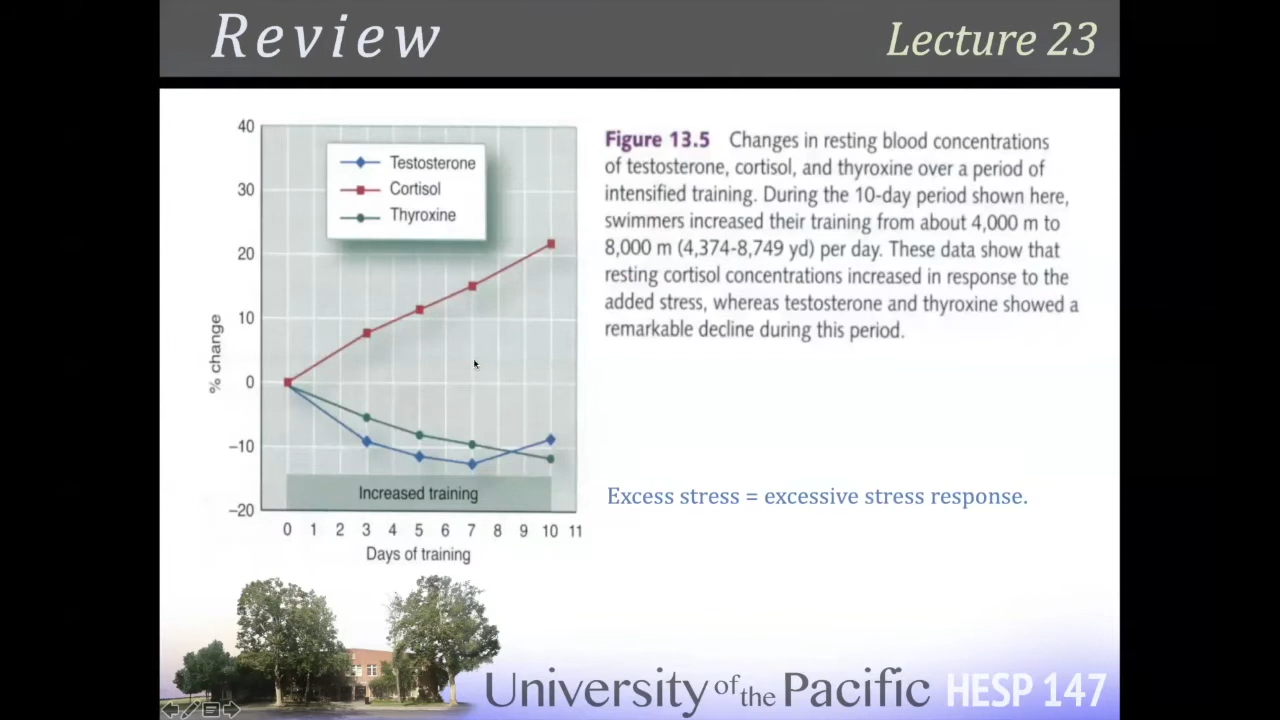 Review
Lecture 23
40
30
20
10
0
−10
−20
% change
Testosterone
Cortisol
Thyroxine
Increased training
0 1 2 3 4 5 6 7 8 9 10 11
Days of training
Figure 13.5 Changes in resting blood concentrations
of testosterone, cortisol, and thyroxine over a period of
intensified training. During the 10-day period shown here,
swimmers increased their training from about 4,000 m to
8,000 m (4,374-8,749 yd) per day. These data show that
resting cortisol concentrations increased in response to the
added stress, whereas testosterone and thyroxine showed a
remarkable decline during this period.
Excess stress = excessive stress response.
University of the Pacific HESP 147